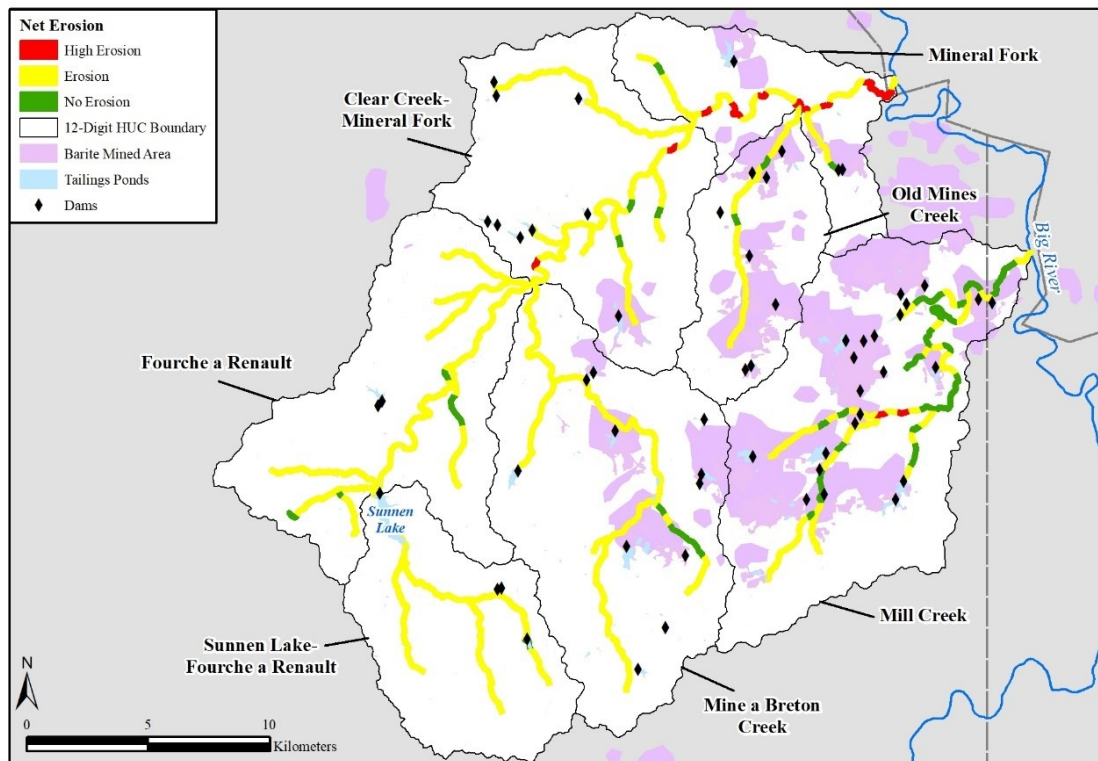 Net Erosion
High Erosion
Erosion
No Erosion
12-Digit HUC Boundary
Barite Mined Area
Tailings Ponds
Dams
Mineral Fork
Clear Creek-
Mineral Fork
Old Mines
Creek
Big River
Fourche a Renault
Sunnen
Lake
Sunnen Lake-
Fourche a Renault
Mill Creek
Mine a Breton
Creek
N
0 5 10
Kilometers